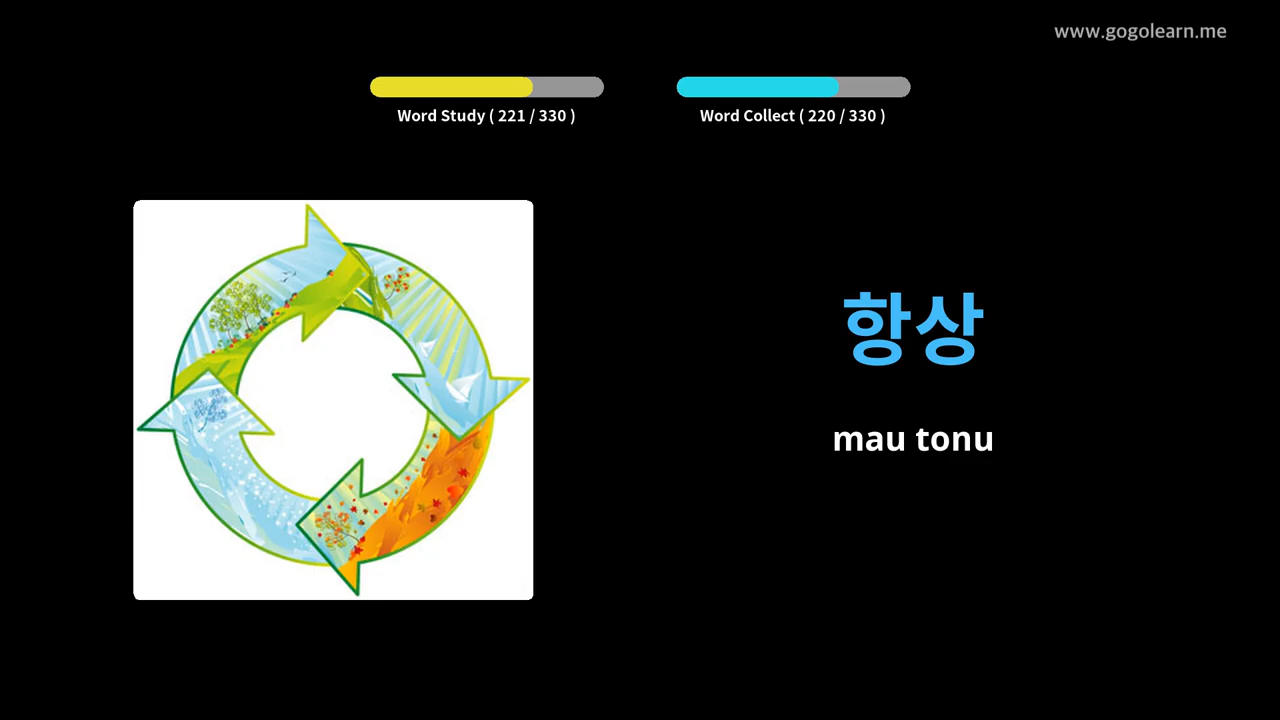 www.gogolearn.me
Word Study ( 221 / 330 )
Word Collect ( 220 / 330 )
항상
mau tonu